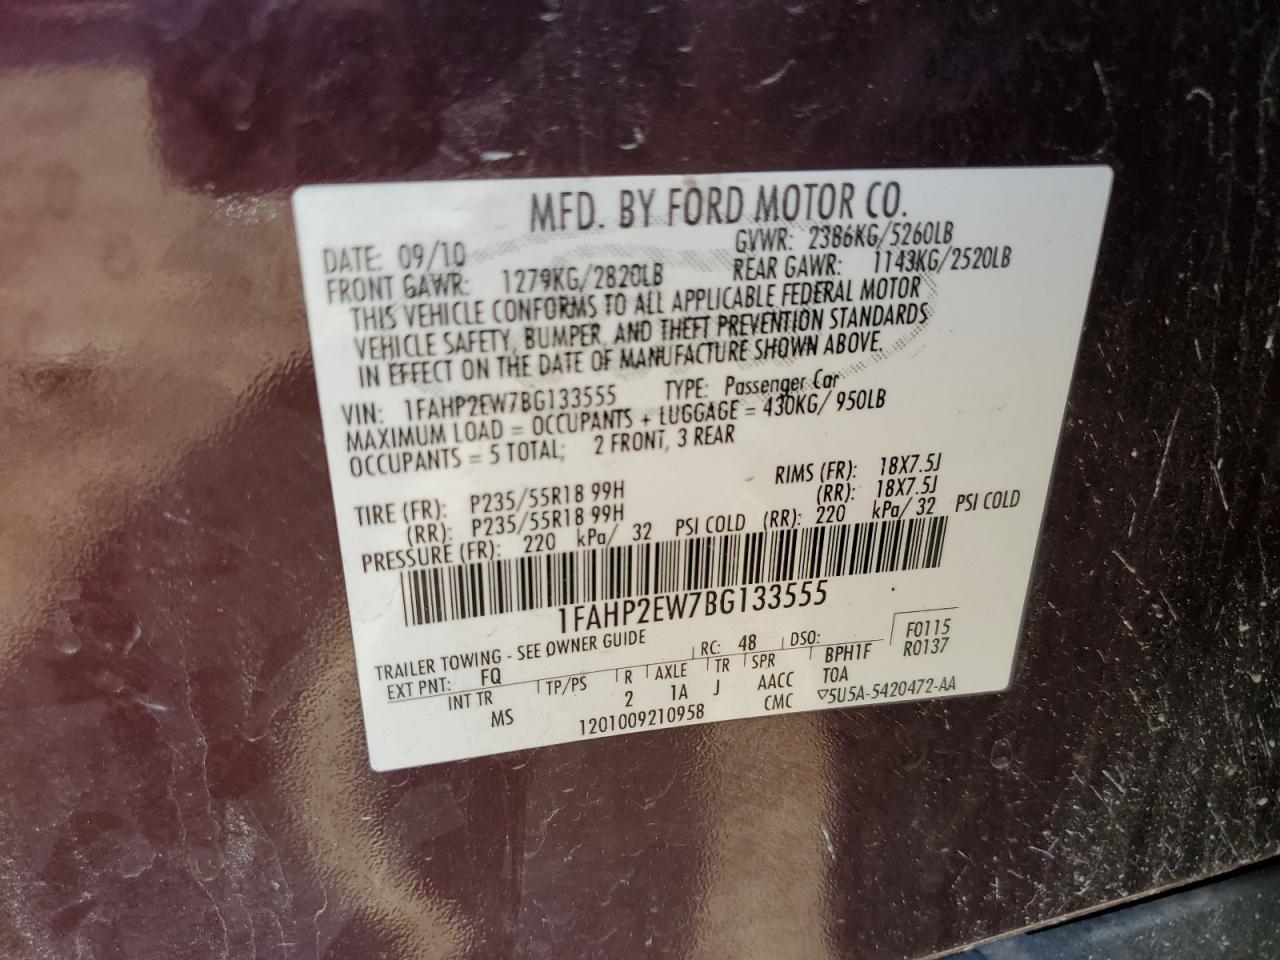 MFD. BY FORD MOTOR CO.
DATE: 09/10 GVWR: 2386KG/5260LB
FRONT GAWR: 1279KG/2820LB REAR GAWR: 1143KG/2520LB
THIS VEHICLE CONFORMS TO ALL APPLICABLE FEDERAL MOTOR
VEHICLE SAFETY, BUMPER, AND THEFT PREVENTION STANDARDS
IN EFFECT ON THE DATE OF MANUFACTURE SHOWN ABOVE.
VIN: 1FAHP2EW7BG133555 TYPE: Passenger Car
MAXIMUM LOAD = OCCUPANTS + LUGGAGE = 430KG/ 950LB
OCCUPANTS = 5 TOTAL; 2 FRONT, 3 REAR
TIRE (FR): P235/55R18 99H RIMS (FR): 18X7.5J
(RR): P235/55R18 99H (RR): 18X7.5J
PRESSURE (FR): 220 kPa/ 32 PSI COLD (RR): 220 kPa/ 32 PSI COLD
1FAHP2EW7BG133555
TRAILER TOWING - SEE OWNER GUIDE RC: 48 DSO: F0115
EXT PNT: FQ BPH1F R0137
INT TR TP/PS R AXLE TR SPR TOA
MS 2 1A J AACC
1201009210958 CMC ▽5U5A-5420472-AA